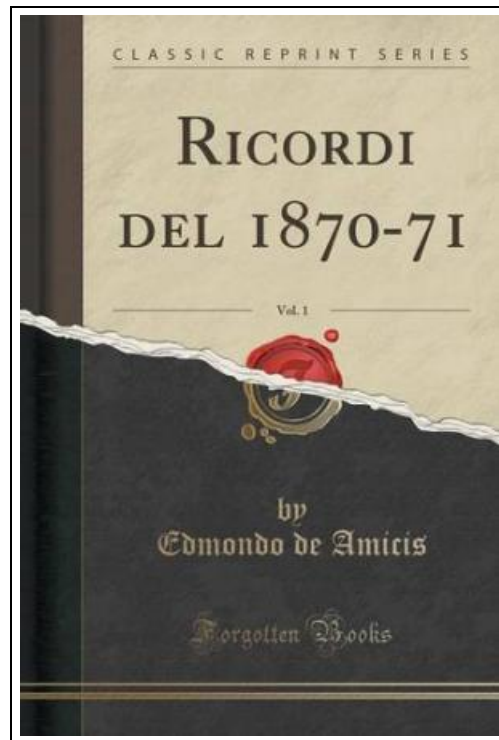 CLASSIC REPRINT SERIES
RICORDI
DEL 1870-71
Vol. 1
by
Edmondo de Amicis
Forgotten Books